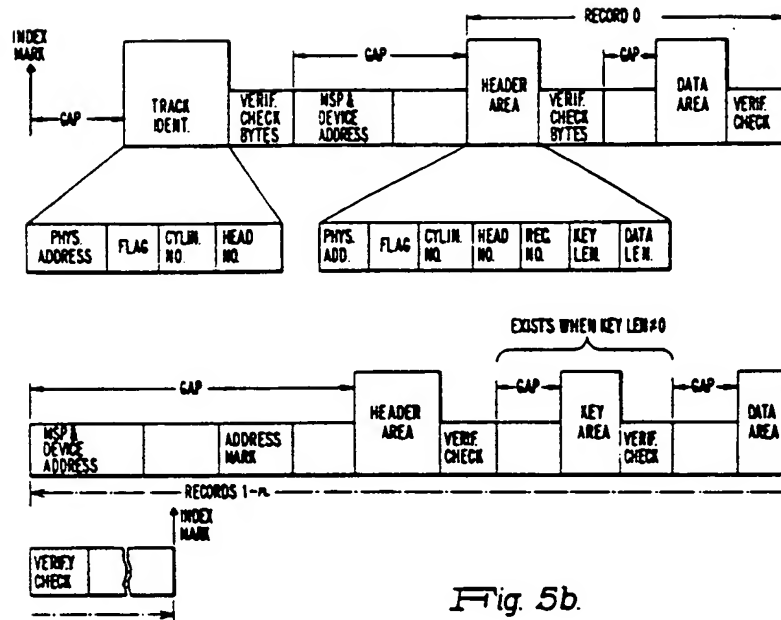 RECORD 0
INDEX
MARK
GAP
GAP
GAP
TRACK
IDENT.
VERIF.
CHECK
BYTES
MSP &
DEVICE
ADDRESS
HEADER
AREA
VERIF.
CHECK
BYTES
DATA
AREA
VERIF.
CHECK
PHYS.
ADDRESS
FLAG
CYLIN.
NO.
HEAD
NO.
PHYS.
ADD.
FLAG
CYLIN.
NO.
HEAD
NO.
REC.
NO.
KEY
LEN.
DATA
LEN.
EXISTS WHEN KEY LEN≠0
GAP
GAP
GAP
MSP &
DEVICE
ADDRESS
ADDRESS
MARK
HEADER
AREA
VERIF.
CHECK
KEY
AREA
VERIF.
CHECK
DATA
AREA
RECORDS 1-n
INDEX
MARK
VERIFY
CHECK
Fig. 5b.